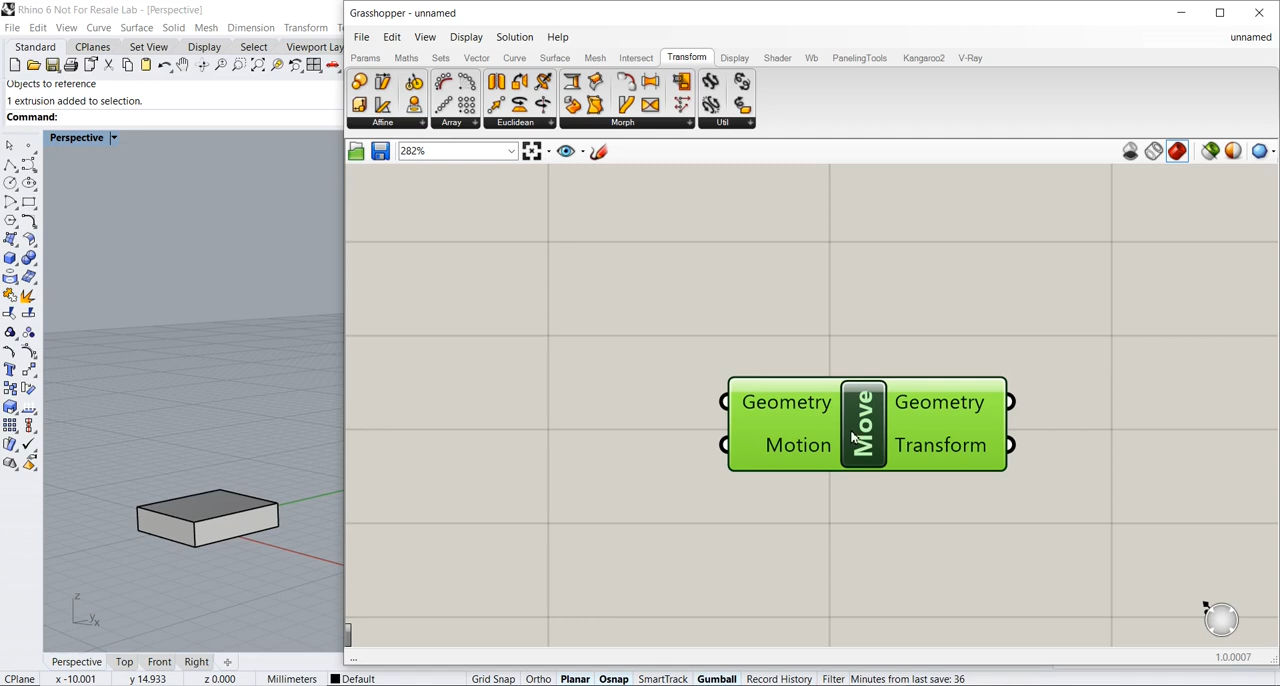 Rhino 6 Not For Resale Lab - [Perspective]
File Edit View Curve Surface Solid Mesh Dimension Transform
Standard CPlanes Set View Display Select Viewport Lay
Objects to reference
1 extrusion added to selection.
Command:
Perspective
z
y
x
Perspective Top Front Right
Grasshopper - unnamed
File Edit View Display Solution Help
unnamed
Params Maths Sets Vector Curve Surface Mesh Intersect Transform Display Shader Wb PanelingTools Kangaroo2 V-Ray
Affine Array Euclidean Morph Util
282%
Geometry Move Geometry
Motion Transform
...
1.0.0007
CPlane x -10.001 y 14.933 z 0.000 Millimeters Default Grid Snap Ortho Planar Osnap SmartTrack Gumball Record History Filter Minutes from last save: 36